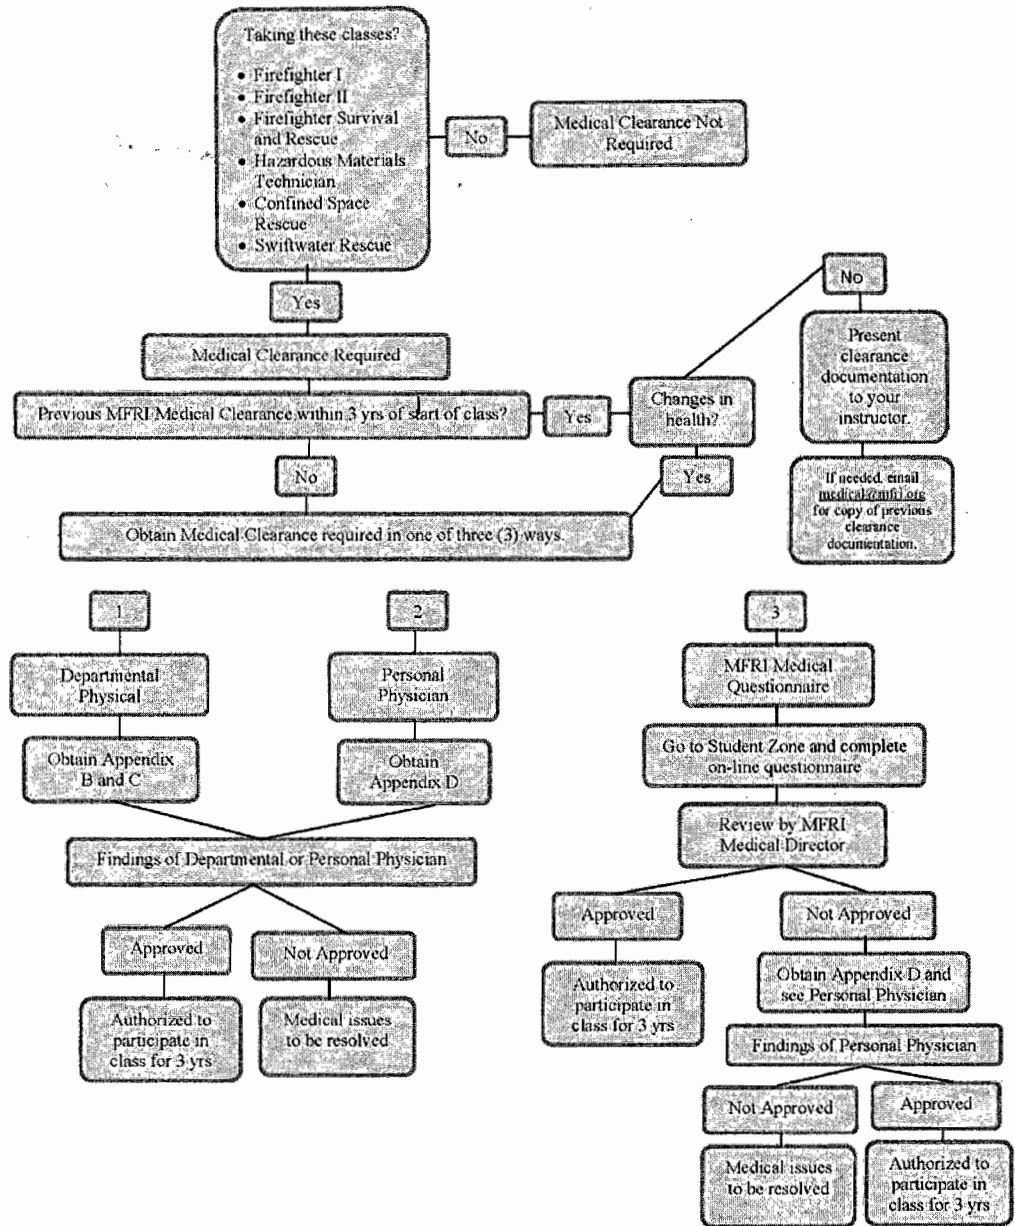 Taking these classes?
• Firefighter I
• Firefighter II
• Firefighter Survival
and Rescue
• Hazardous Materials
Technician
• Confined Space
Rescue
• Swiftwater Rescue
No
Medical Clearance Not
Required
Yes
Medical Clearance Required
Previous MFRI Medical Clearance within 3 yrs of start of class?
Yes
Changes in
health?
No
Present
clearance
documentation
to your
instructor.
If needed, email
medical@mfri.org
for copy of previous
clearance
documentation.
No
Yes
Obtain Medical Clearance required in one of three (3) ways.
1
Departmental
Physical
Obtain Appendix
B and C
2
Personal
Physician
Obtain
Appendix D
Findings of Departmental or Personal Physician
Approved
Authorized to
participate in
class for 3 yrs
Not Approved
Medical issues
to be resolved
3
MFRI Medical
Questionnaire
Go to Student Zone and complete
on-line questionnaire
Review by MFRI
Medical Director
Approved
Authorized to
participate in
class for 3 yrs
Not Approved
Obtain Appendix D and
see Personal Physician
Findings of Personal Physician
Not Approved
Medical issues
to be resolved
Approved
Authorized to
participate in
class for 3 yrs